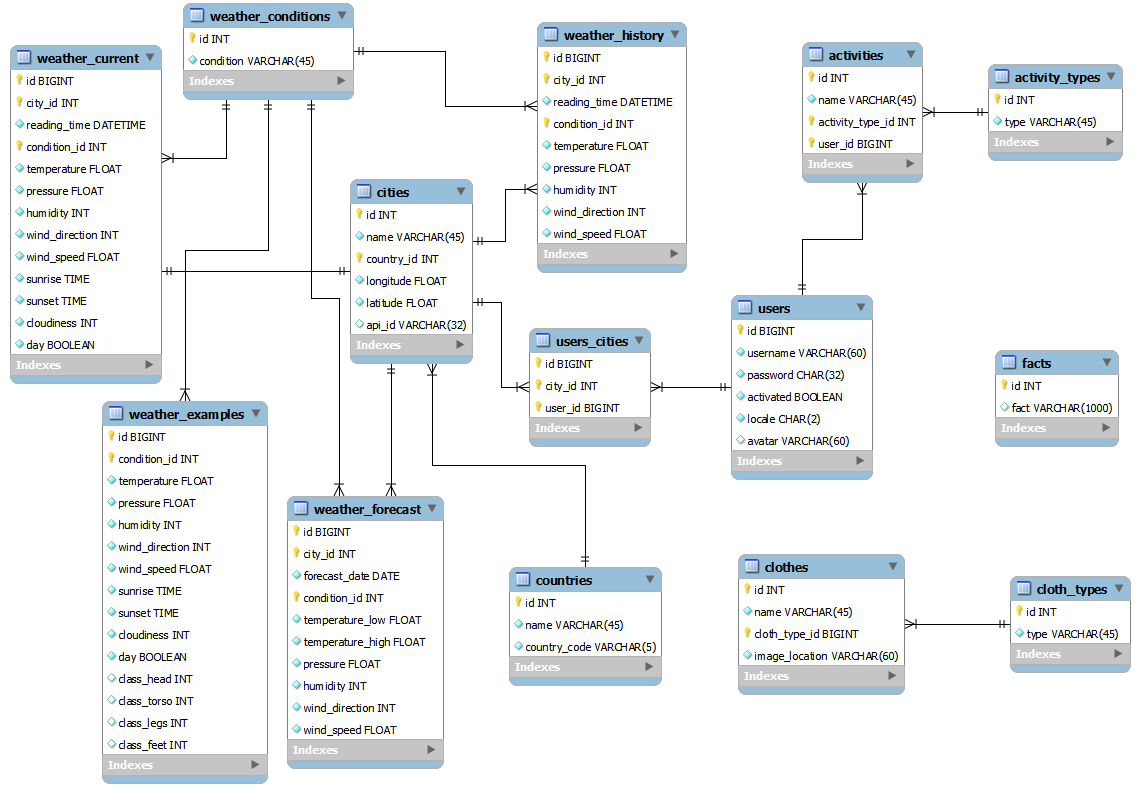 weather_conditions
id INT
condition VARCHAR(45)
Indexes
weather_current
id BIGINT
city_id INT
reading_time DATETIME
condition_id INT
temperature FLOAT
pressure FLOAT
humidity INT
wind_direction INT
wind_speed FLOAT
sunrise TIME
sunset TIME
cloudiness INT
day BOOLEAN
Indexes
weather_history
id BIGINT
city_id INT
reading_time DATETIME
condition_id INT
temperature FLOAT
pressure FLOAT
humidity INT
wind_direction INT
wind_speed FLOAT
Indexes
activities
id INT
name VARCHAR(45)
activity_type_id INT
user_id BIGINT
Indexes
activity_types
id INT
type VARCHAR(45)
Indexes
cities
id INT
name VARCHAR(45)
country_id INT
longitude FLOAT
latitude FLOAT
api_id VARCHAR(32)
Indexes
users_cities
id BIGINT
city_id INT
user_id BIGINT
Indexes
users
id BIGINT
username VARCHAR(60)
password CHAR(32)
activated BOOLEAN
locale CHAR(2)
avatar VARCHAR(60)
Indexes
facts
id INT
fact VARCHAR(1000)
Indexes
weather_examples
id BIGINT
condition_id INT
temperature FLOAT
pressure FLOAT
humidity INT
wind_direction INT
wind_speed FLOAT
sunrise TIME
sunset TIME
cloudiness INT
day BOOLEAN
class_head INT
class_torso INT
class_legs INT
class_feet INT
Indexes
weather_forecast
id BIGINT
city_id INT
forecast_date DATE
condition_id INT
temperature_low FLOAT
temperature_high FLOAT
pressure FLOAT
humidity INT
wind_direction INT
wind_speed FLOAT
Indexes
countries
id INT
name VARCHAR(45)
country_code VARCHAR(5)
Indexes
clothes
id INT
name VARCHAR(45)
cloth_type_id BIGINT
image_location VARCHAR(60)
Indexes
cloth_types
id INT
type VARCHAR(45)
Indexes